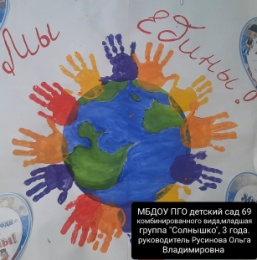 Мы едины!
МБДОУ ПГО детский сад 69
комбинированного вида,младшая
группа "Солнышко", 3 года.
руководитель Русинова Ольга
Владимировна